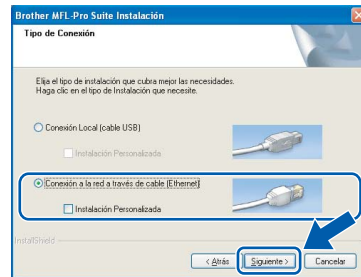 Brother MFL-Pro Suite Instalación
Tipo de Conexión
Elija el tipo de instalación que cubra mejor las necesidades.
Haga clic en el tipo de Instalación que necesite.
Conexión Local (cable USB)
Instalación Personalizada
Conexión a la red a través de cable (Ethernet)
Instalación Personalizada
InstallShield
< Atrás
Siguiente >
Cancelar